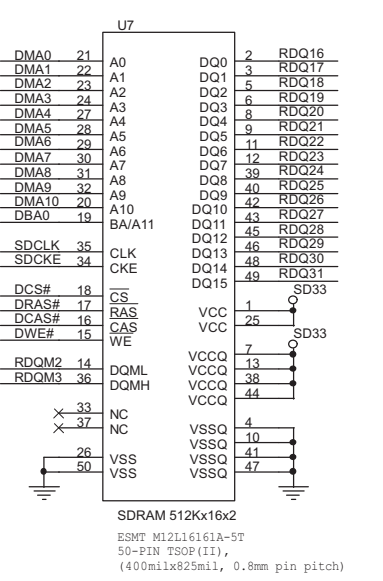 U7
DMA0 21 A0 DQ0 2 RDQ16
DMA1 22 A1 DQ1 3 RDQ17
DMA2 23 A2 DQ2 5 RDQ18
DMA3 24 A3 DQ3 6 RDQ19
DMA4 27 A4 DQ4 8 RDQ20
DMA5 28 A5 DQ5 9 RDQ21
DMA6 29 A6 DQ6 11 RDQ22
DMA7 30 A7 DQ7 12 RDQ23
DMA8 31 A8 DQ8 39 RDQ24
DMA9 32 A9 DQ9 40 RDQ25
DMA10 20 A10 DQ10 42 RDQ26
DBA0 19 BA/A11 DQ11 43 RDQ27
DQ12 45 RDQ28
SDCLK 35 CLK DQ13 46 RDQ29
SDCKE 34 CKE DQ14 48 RDQ30
DQ15 49 RDQ31
SD33
DCS# 18 CS
DRAS# 17 RAS VCC 1
DCAS# 16 CAS VCC 25
DWE# 15 WE
SD33
VCCQ 7
RDQM2 14 DQML VCCQ 13
RDQM3 36 DQMH VCCQ 38
VCCQ 44
33 NC
37 NC VSSQ 4
VSSQ 10
26 VSS VSSQ 41
50 VSS VSSQ 47
SDRAM 512Kx16x2
ESMT M12L16161A-5T
50-PIN TSOP(II),
(400milx825mil, 0.8mm pin pitch)